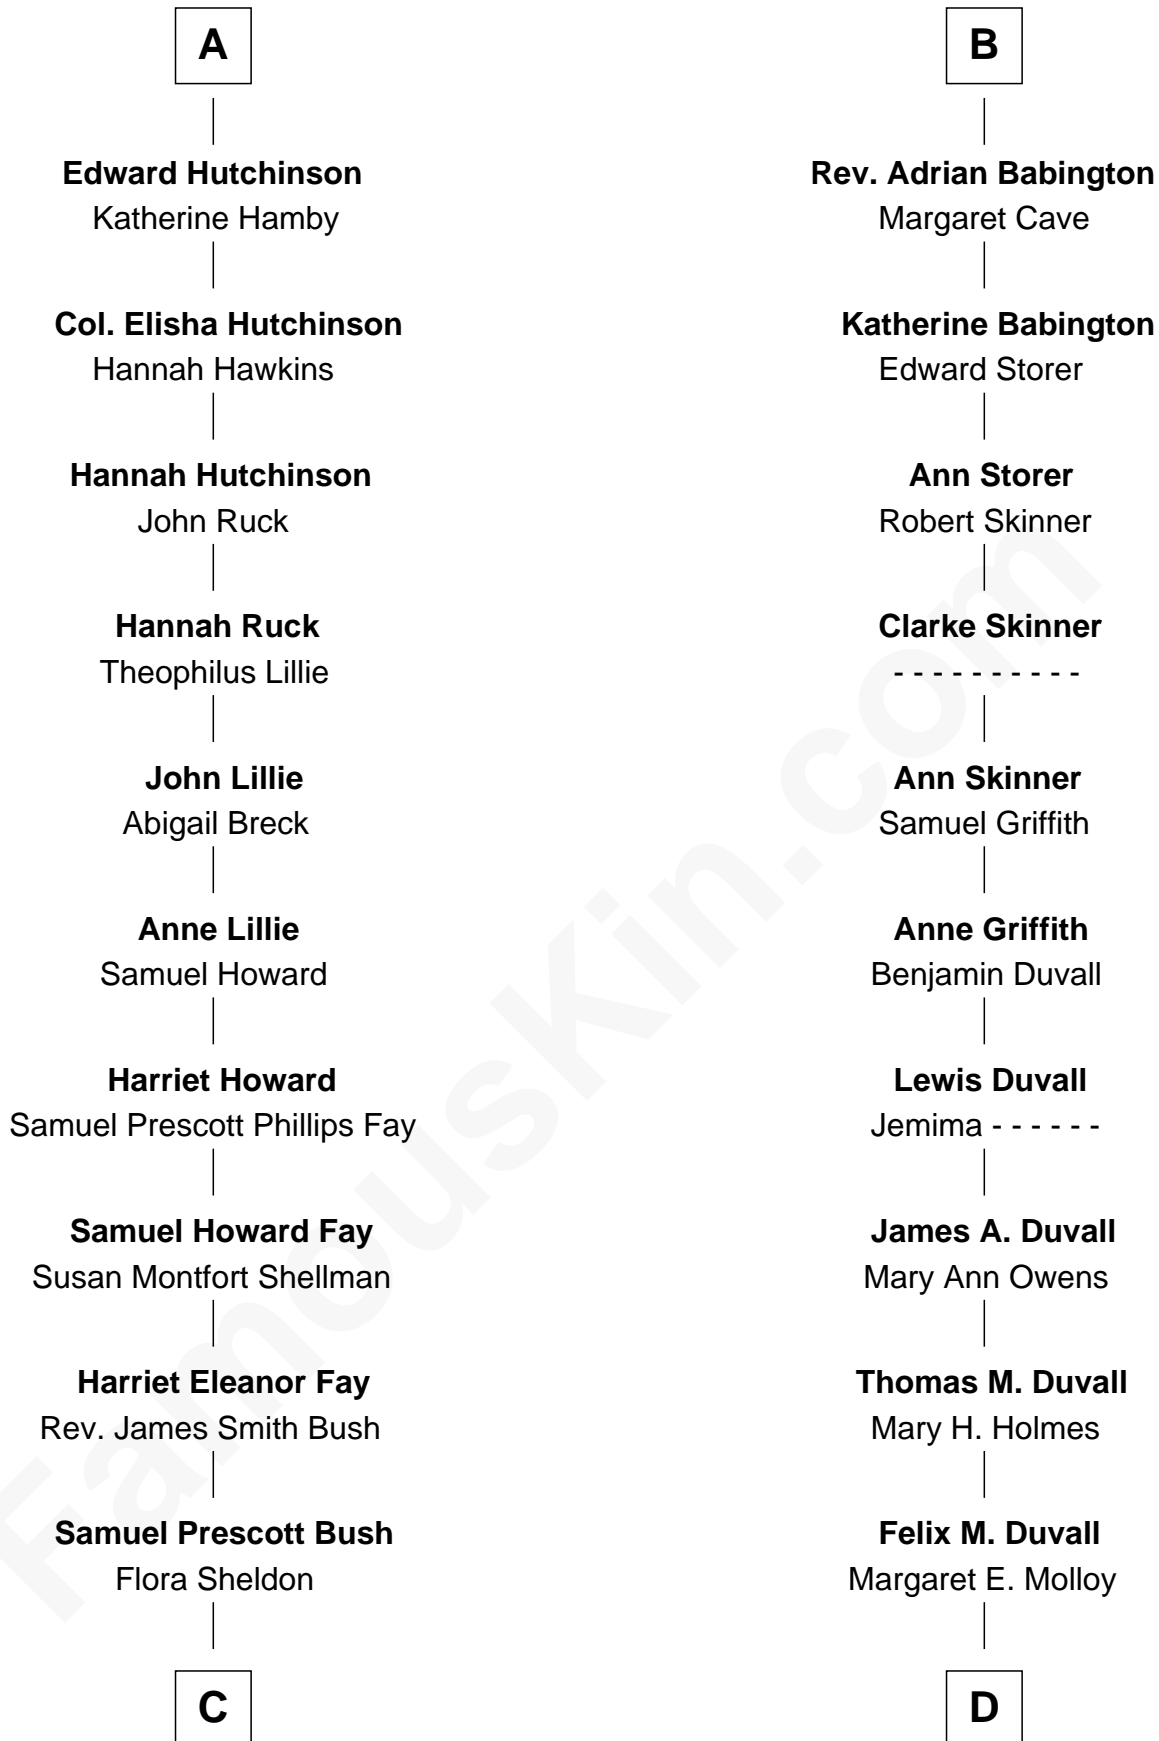 A
Edward Hutchinson
Katherine Hamby
Col. Elisha Hutchinson
Hannah Hawkins
Hannah Hutchinson
John Ruck
Hannah Ruck
Theophilus Lillie
John Lillie
Abigail Breck
Anne Lillie
Samuel Howard
Harriet Howard
Samuel Prescott Phillips Fay
Samuel Howard Fay
Susan Montfort Shellman
Harriet Eleanor Fay
Rev. James Smith Bush
Samuel Prescott Bush
Flora Sheldon
C
B
Rev. Adrian Babington
Margaret Cave
Katherine Babington
Edward Storer
Ann Storer
Robert Skinner
Clarke Skinner
- - - - - - - - - -
Ann Skinner
Samuel Griffith
Anne Griffith
Benjamin Duvall
Lewis Duvall
Jemima - - - - - -
James A. Duvall
Mary Ann Owens
Thomas M. Duvall
Mary H. Holmes
Felix M. Duvall
Margaret E. Molloy
D
FamousKin.com